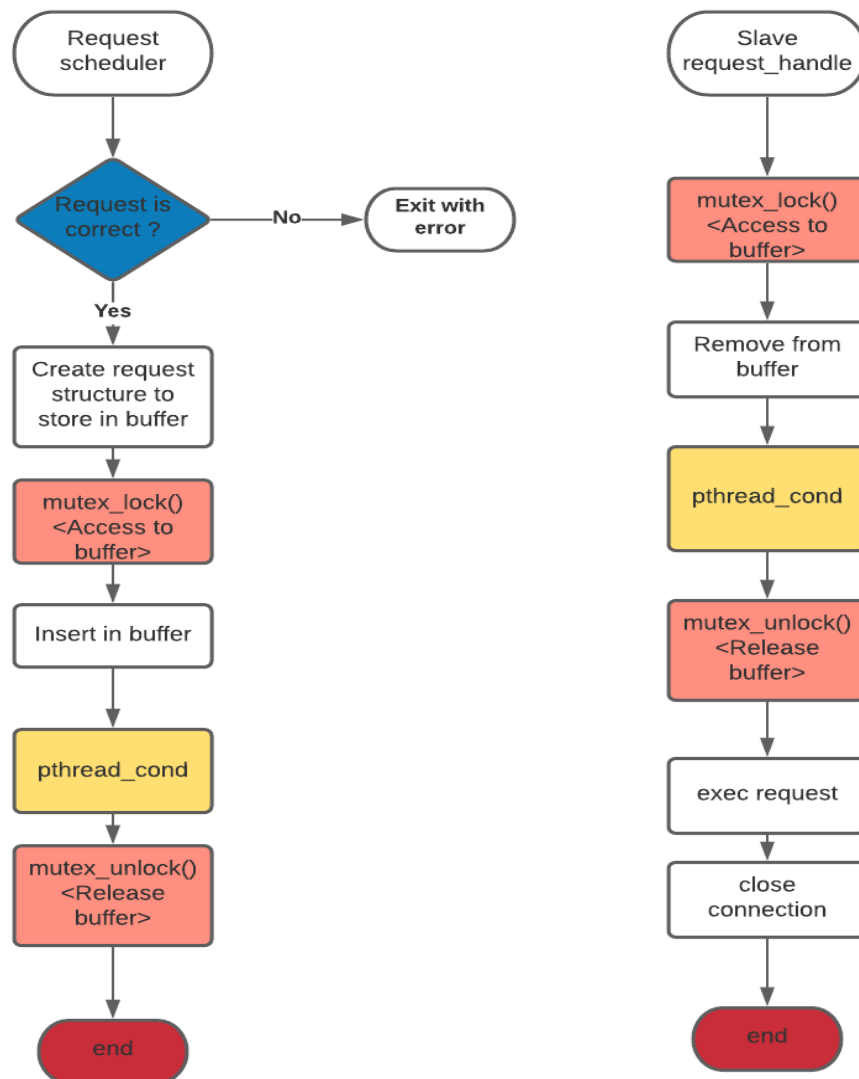 Request
scheduler
Request is
correct ?
No
Exit with
error
Yes
Create request
structure to
store in buffer
mutex_lock()
<Access to
buffer>
Insert in buffer
pthread_cond
mutex_unlock()
<Release
buffer>
end
Slave
request_handle
mutex_lock()
<Access to
buffer>
Remove from
buffer
pthread_cond
mutex_unlock()
<Release
buffer>
exec request
close
connection
end